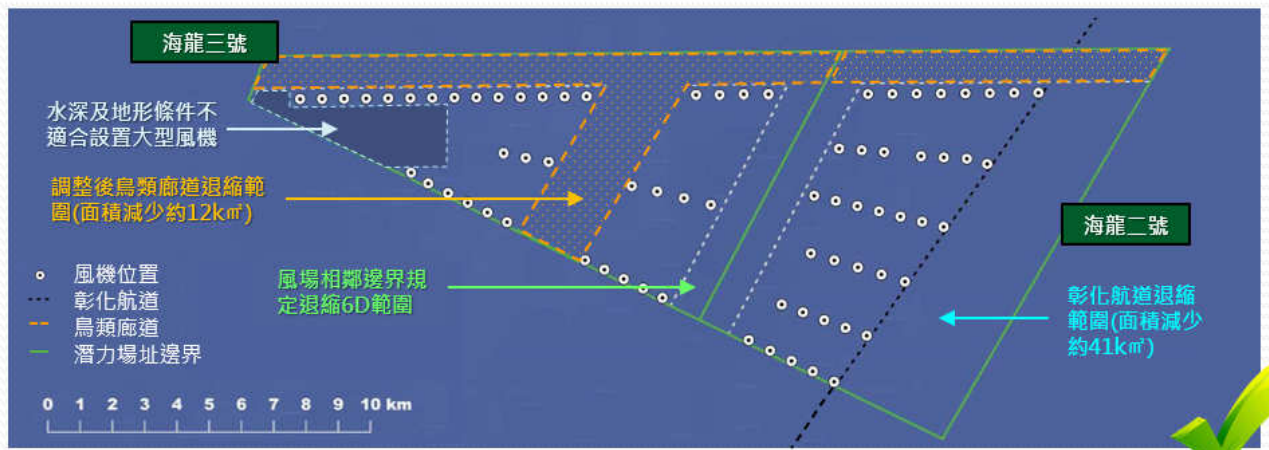 海龍三號
水深及地形條件不
適合設置大型風機
調整後鳥類廊道退縮範
圍(面積減少約12k㎡)
海龍二號
風機位置
彰化航道
鳥類廊道
潛力場址邊界
風場相鄰邊界規
定退縮6D範圍
彰化航道退縮
範圍(面積減少
約41k㎡)
0 1 2 3 4 5 6 7 8 9 10 km